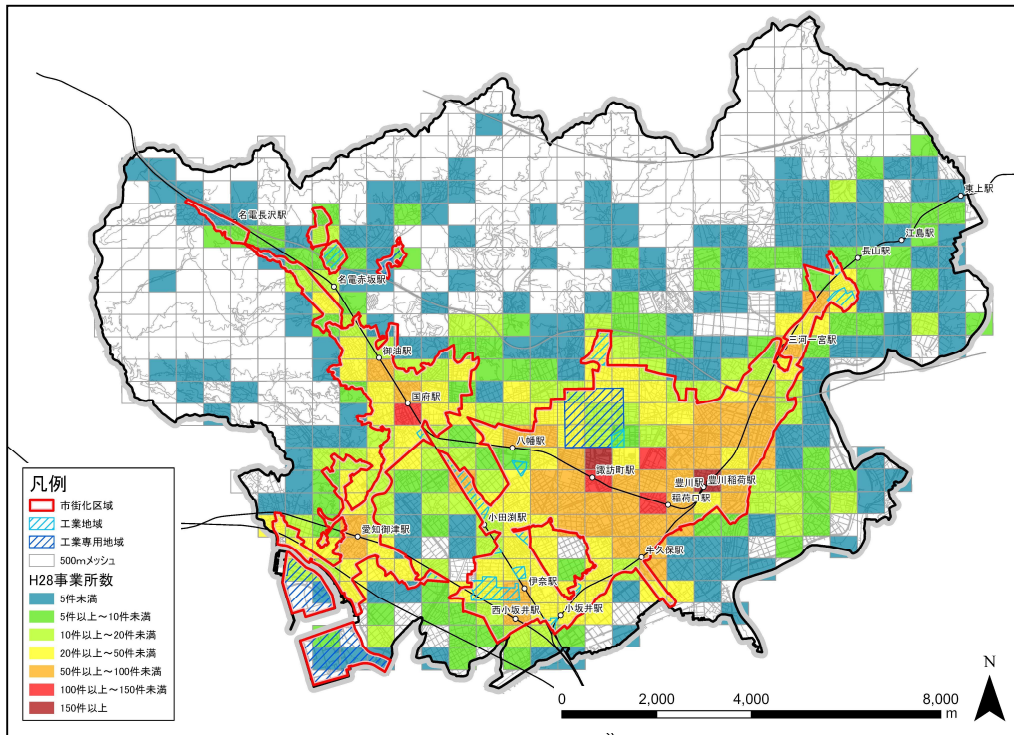 東上駅
名電長沢駅
江島駅
長山駅
名電赤坂駅
三河一宮駅
御油駅
国府駅
八幡駅
諏訪町駅
豊川駅
豊川稲荷駅
稲荷口駅
小田渕駅
愛知御津駅
牛久保駅
伊奈駅
西小坂井駅
小坂井駅
凡例
市街化区域
工業地域
工業専用地域
500mメッシュ
H28事業所数
5件未満
5件以上~10件未満
10件以上~20件未満
20件以上~50件未満
50件以上~100件未満
100件以上~150件未満
150件以上
N
0 2,000 4,000 8,000
m